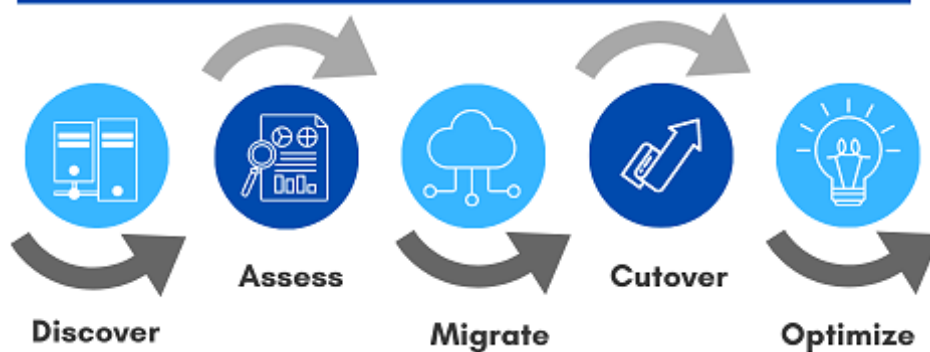 Discover
Assess
Migrate
Cutover
Optimize